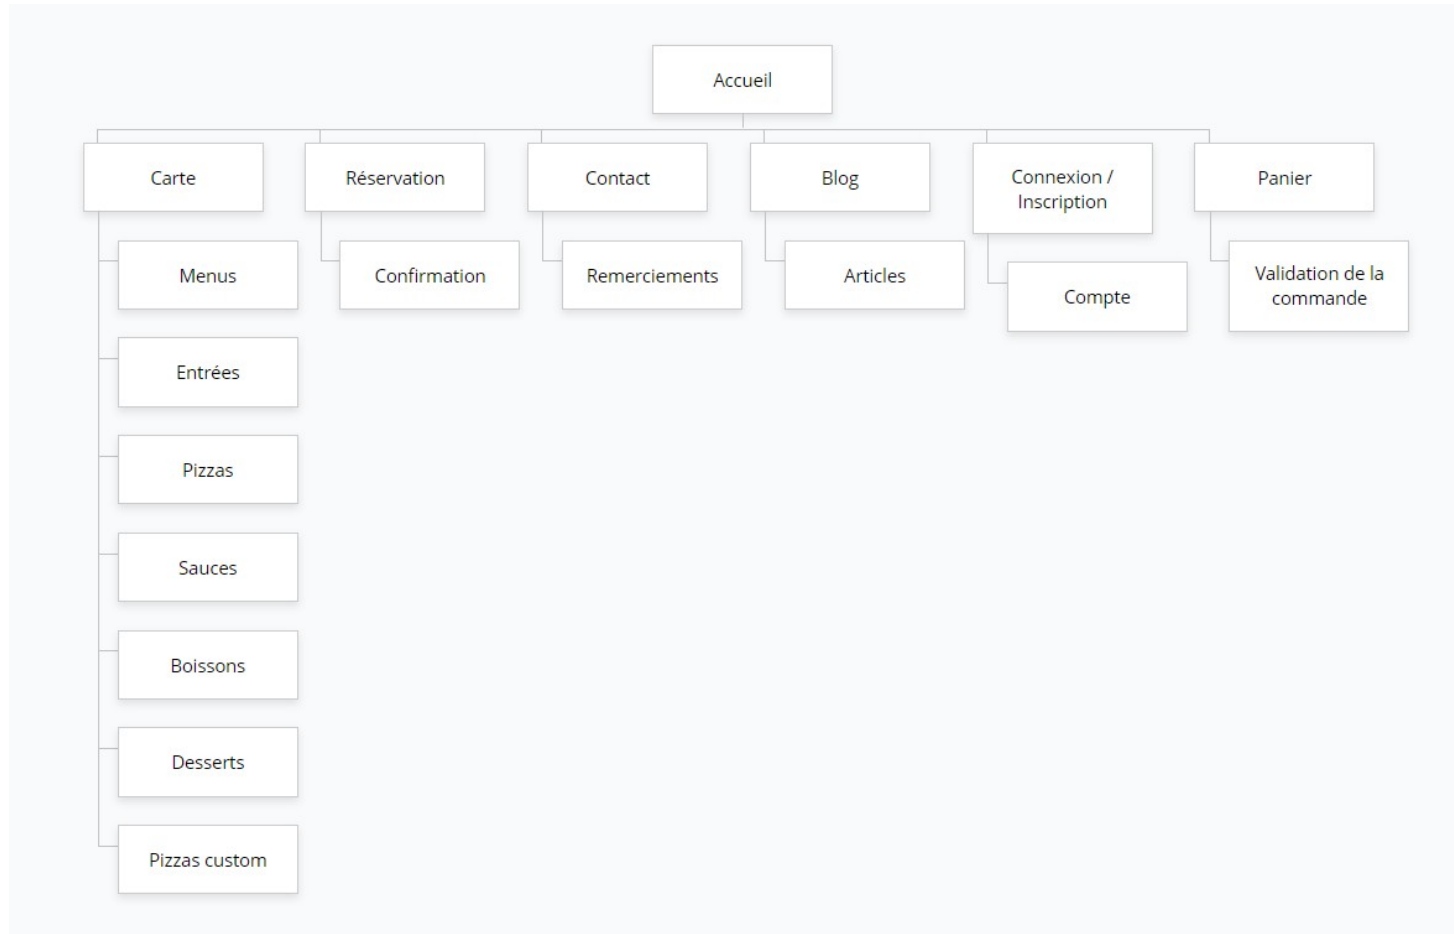 Accueil
Carte
Réservation
Contact
Blog
Connexion /
Inscription
Panier
Menus
Confirmation
Remerciements
Articles
Compte
Validation de la
commande
Entrées
Pizzas
Sauces
Boissons
Desserts
Pizzas custom